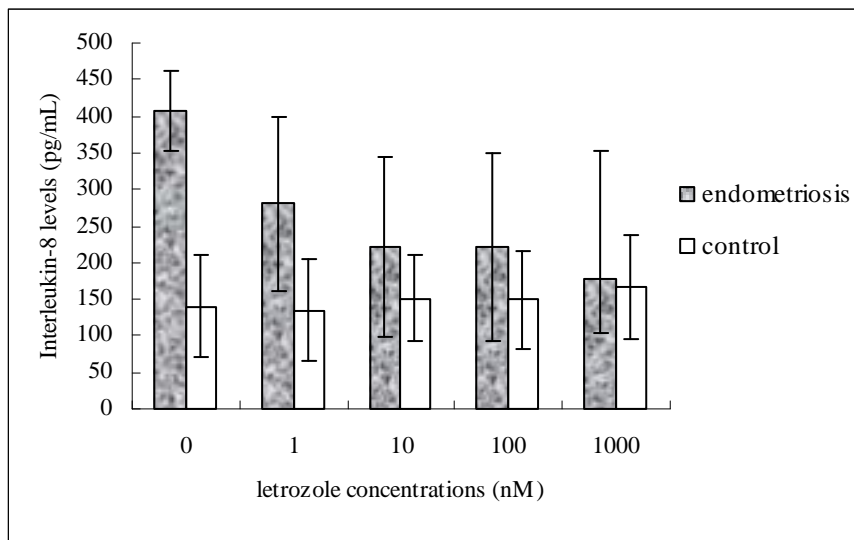 500
450
400
350
300
250
200
150
100
50
0
Interleukin-8 levels (pg/mL)
0 1 10 100 1000
letrozole concentrations (nM)
endometriosis
control